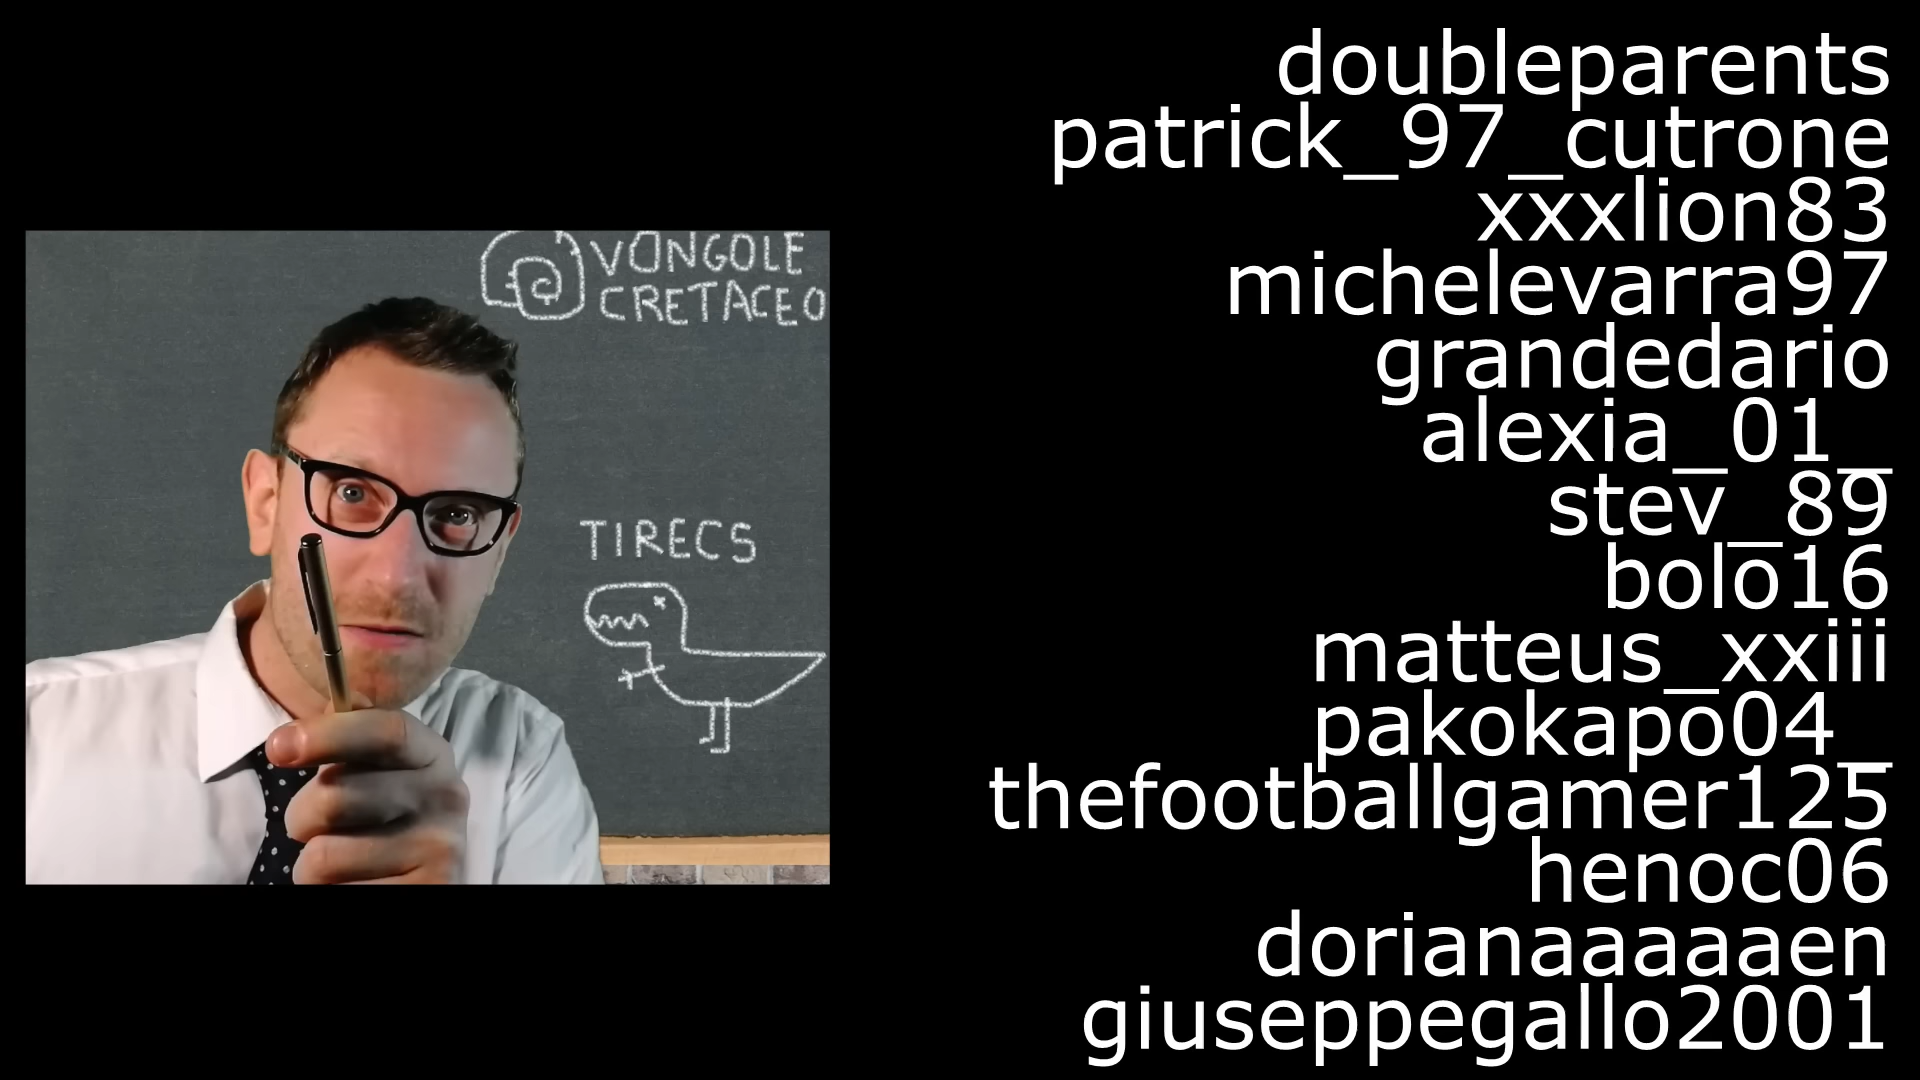 VONGOLE
CRETACEO
TIRECS
doubleparents
patrick_97_cutrone
xxxlion83
michelevarra97
grandedario
alexia_01_
stev_89
bolo16
matteus_xxiii
pakokapo04_
thefootballgamer125
henoc06
dorianaaaaaen
giuseppegallo2001